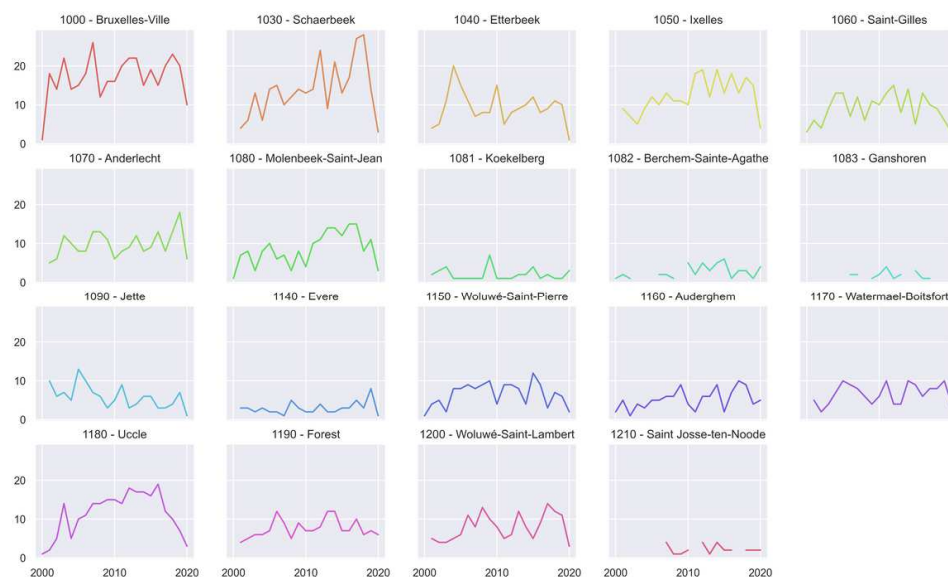 1000 - Bruxelles-Ville
1030 - Schaerbeek
1040 - Etterbeek
1050 - Ixelles
1060 - Saint-Gilles
20
10
0
1070 - Anderlecht
1080 - Molenbeek-Saint-Jean
1081 - Koekelberg
1082 - Berchem-Sainte-Agathe
1083 - Ganshoren
20
10
0
1090 - Jette
1140 - Evere
1150 - Woluwé-Saint-Pierre
1160 - Auderghem
1170 - Watermael-Boitsfort
20
10
0
1180 - Uccle
1190 - Forest
1200 - Woluwé-Saint-Lambert
1210 - Saint Josse-ten-Noode
20
10
0
2000 2010 2020
2000 2010 2020
2000 2010 2020
2000 2010 2020